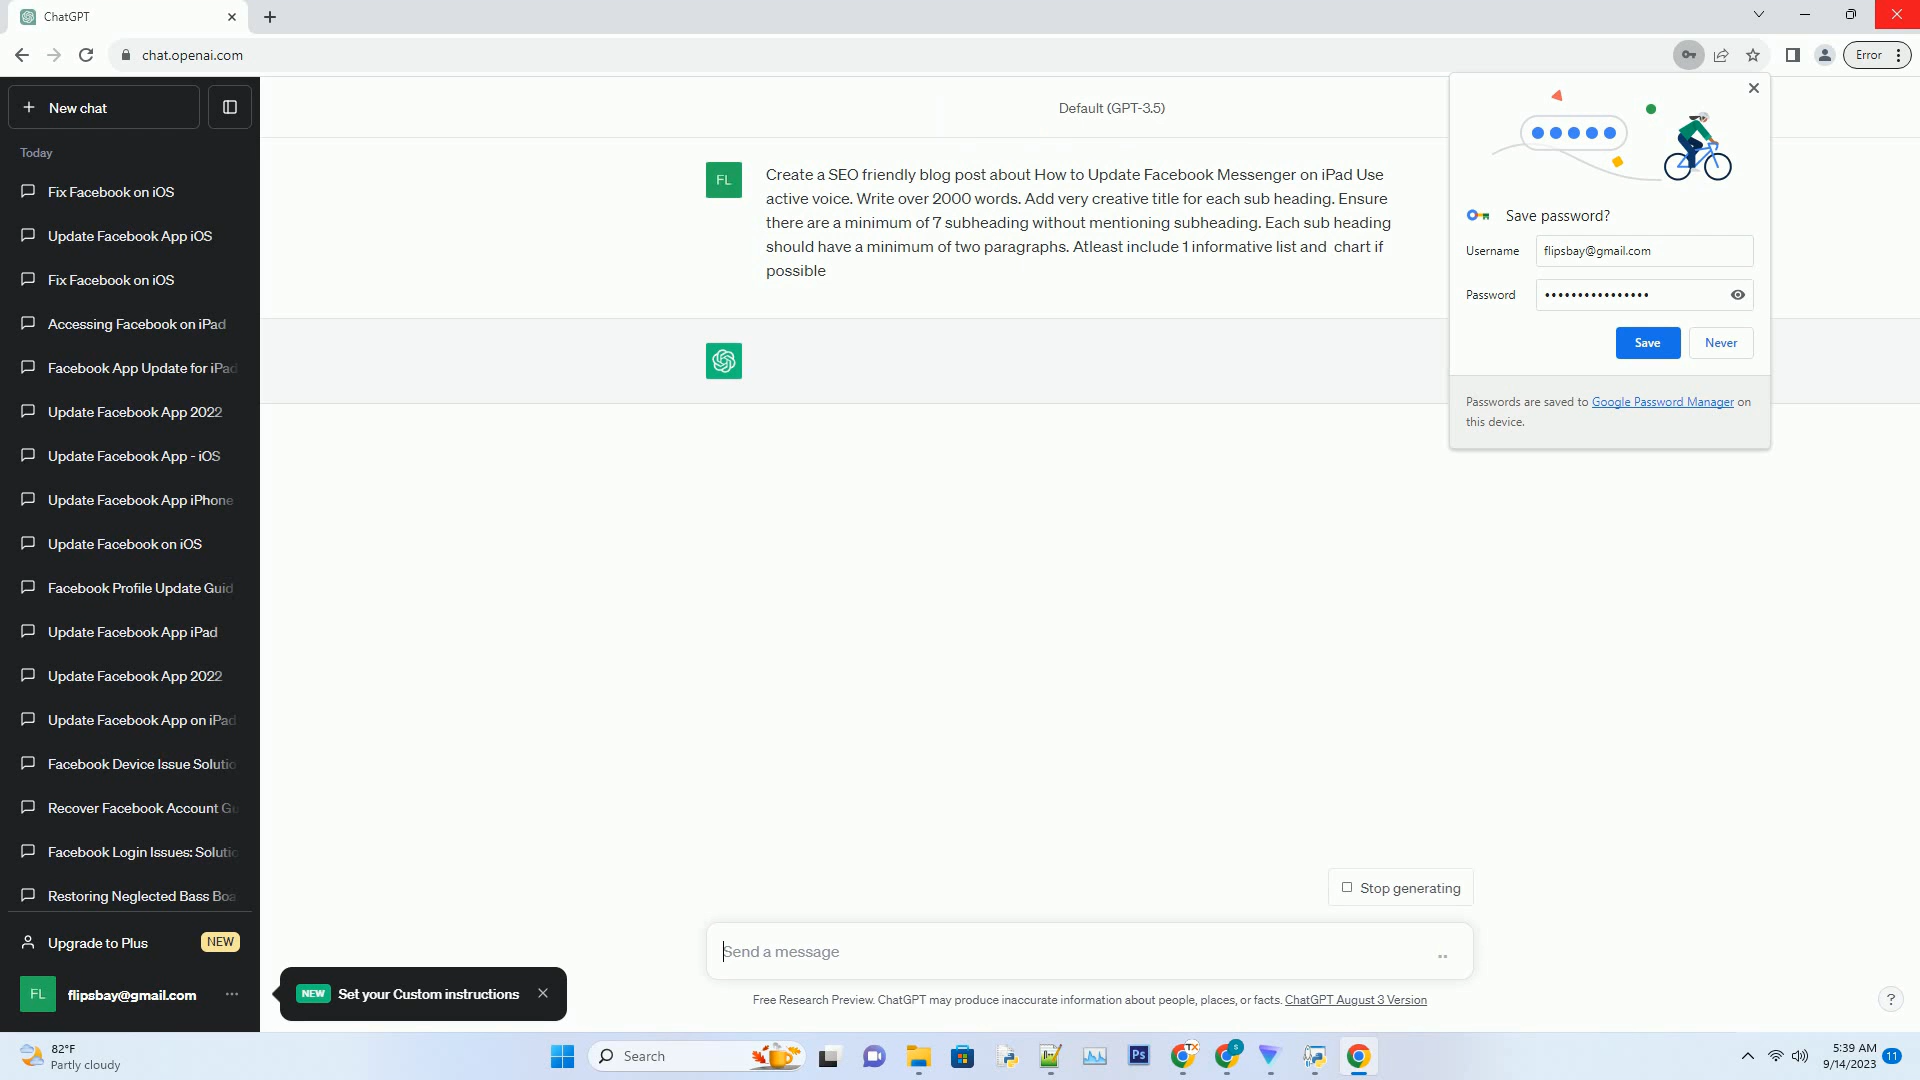 ChatGPT
chat.openai.com
Error
New chat
Today
Fix Facebook on iOS
Update Facebook App iOS
Fix Facebook on iOS
Accessing Facebook on iPad
Facebook App Update for iPad
Update Facebook App 2022
Update Facebook App - iOS
Update Facebook App iPhone
Update Facebook on iOS
Facebook Profile Update Guid
Update Facebook App iPad
Update Facebook App 2022
Update Facebook App on iPad
Facebook Device Issue Solutio
Recover Facebook Account Gu
Facebook Login Issues: Solutio
Restoring Neglected Bass Boa
Upgrade to Plus NEW
FL flipsbay@gmail.com
NEW Set your Custom instructions
Default (GPT-3.5)
FL
Create a SEO friendly blog post about How to Update Facebook Messenger on iPad Use
active voice. Write over 2000 words. Add very creative title for each sub heading. Ensure
there are a minimum of 7 subheading without mentioning subheading. Each sub heading
should have a minimum of two paragraphs. Atleast include 1 informative list and  chart if
possible
Save password?
Username flipsbay@gmail.com
Password ••••••••••••••••
Save Never
Passwords are saved to Google Password Manager on
this device.
Stop generating
Send a message
Free Research Preview. ChatGPT may produce inaccurate information about people, places, or facts. ChatGPT August 3 Version
?
82°F
Partly cloudy
Search
Ps
TX
S
5:39 AM
9/14/2023
11